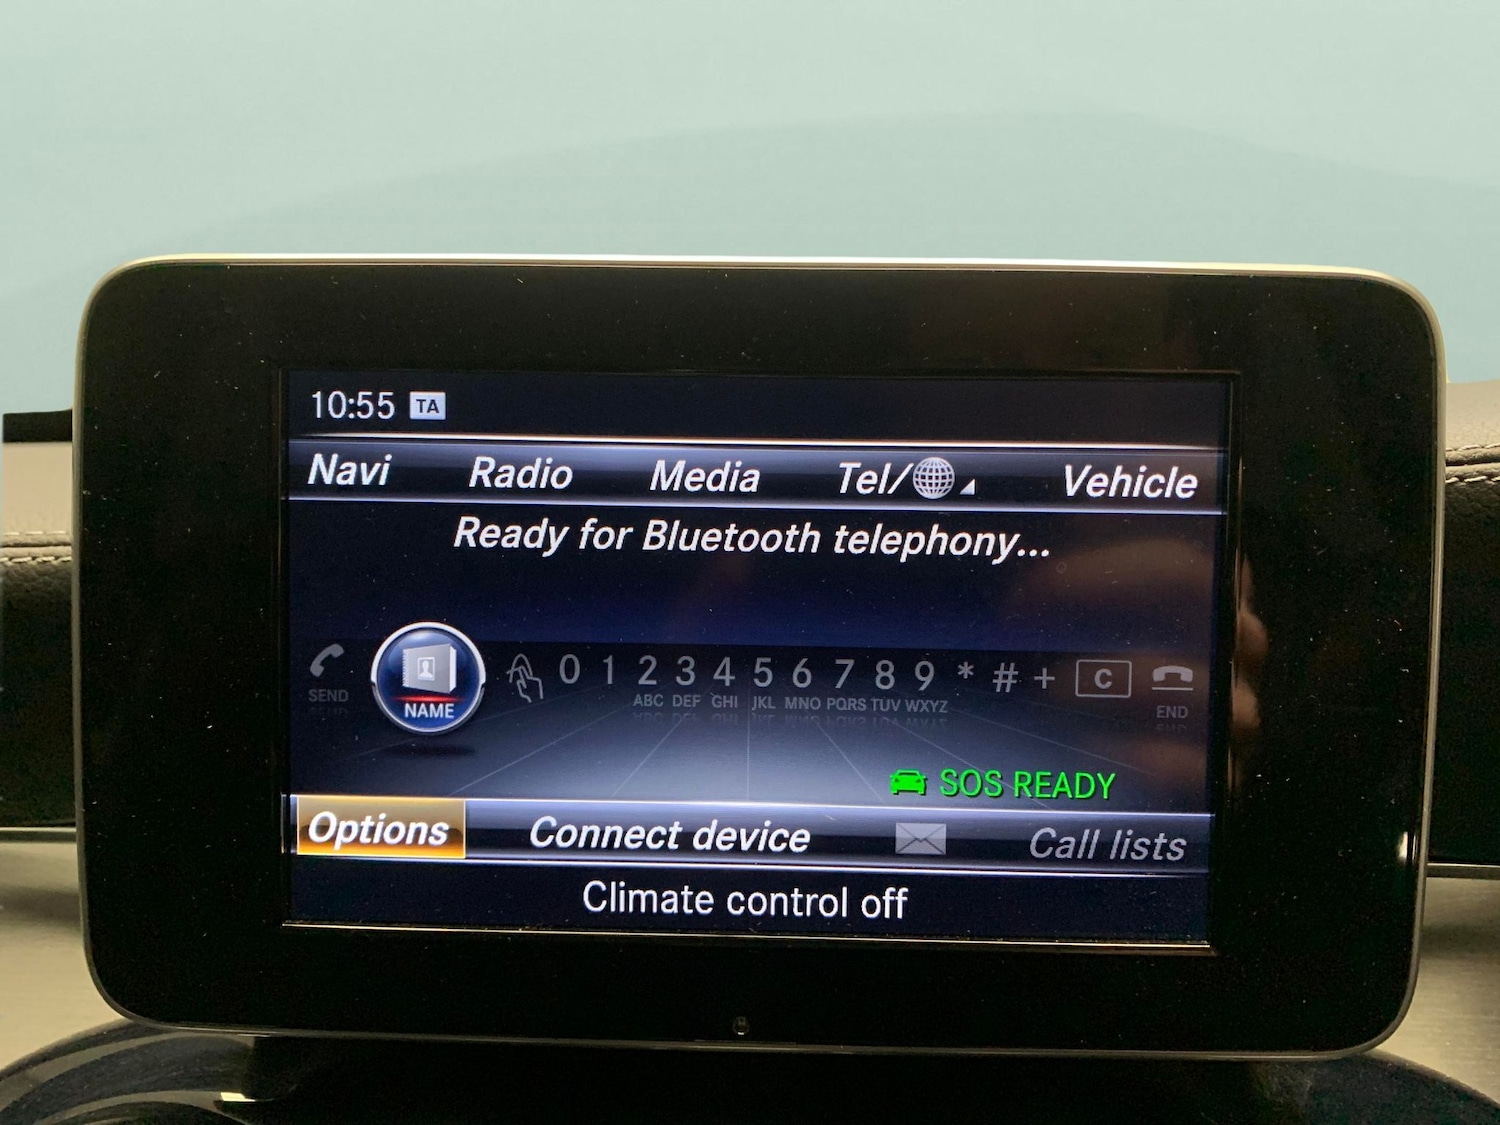 10:55 TA
Navi Radio Media Tel/ Vehicle
Ready for Bluetooth telephony...
SEND NAME 0 1 2 3 4 5 6 7 8 9 * # + C END
ABC DEF GHI JKL MNO PQRS TUV WXYZ
SOS READY
Options Connect device Call lists
Climate control off